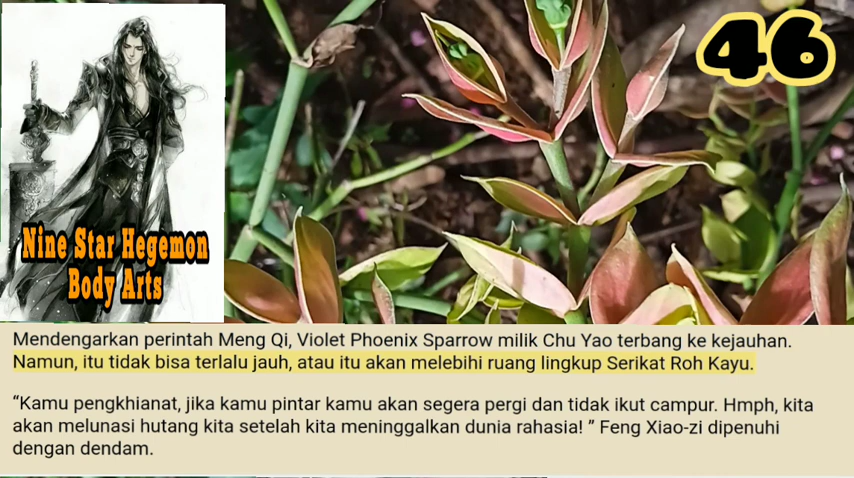 46
Nine Star Hegemon
Body Arts
Mendengarkan perintah Meng Qi, Violet Phoenix Sparrow milik Chu Yao terbang ke kejauhan.
Namun, itu tidak bisa terlalu jauh, atau itu akan melebihi ruang lingkup Serikat Roh Kayu.
“Kamu pengkhianat, jika kamu pintar kamu akan segera pergi dan tidak ikut campur. Hmph, kita
akan melunasi hutang kita setelah kita meninggalkan dunia rahasia! ” Feng Xiao-zi dipenuhi
dengan dendam.